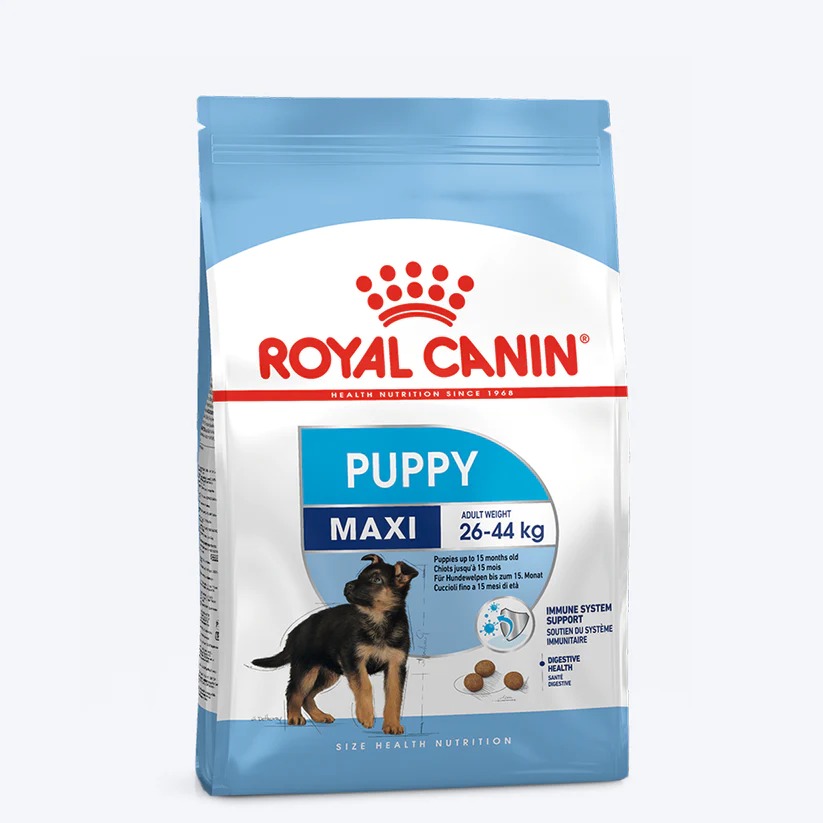 ROYAL CANIN®
HEALTH NUTRITION SINCE 1968
PUPPY
MAXI
ADULT WEIGHT
26-44 kg
Puppies up to 15 months old
Chiots jusqu'à 15 mois
Für Hundewelpen bis zum 15. Monat
Cuccioli fino a 15 mesi di età
IMMUNE SYSTEM
SUPPORT
SOUTIEN DU SYSTÈME
IMMUNITAIRE
DIGESTIVE
HEALTH
SANTÉ
DIGESTIVE
SIZE HEALTH NUTRITION